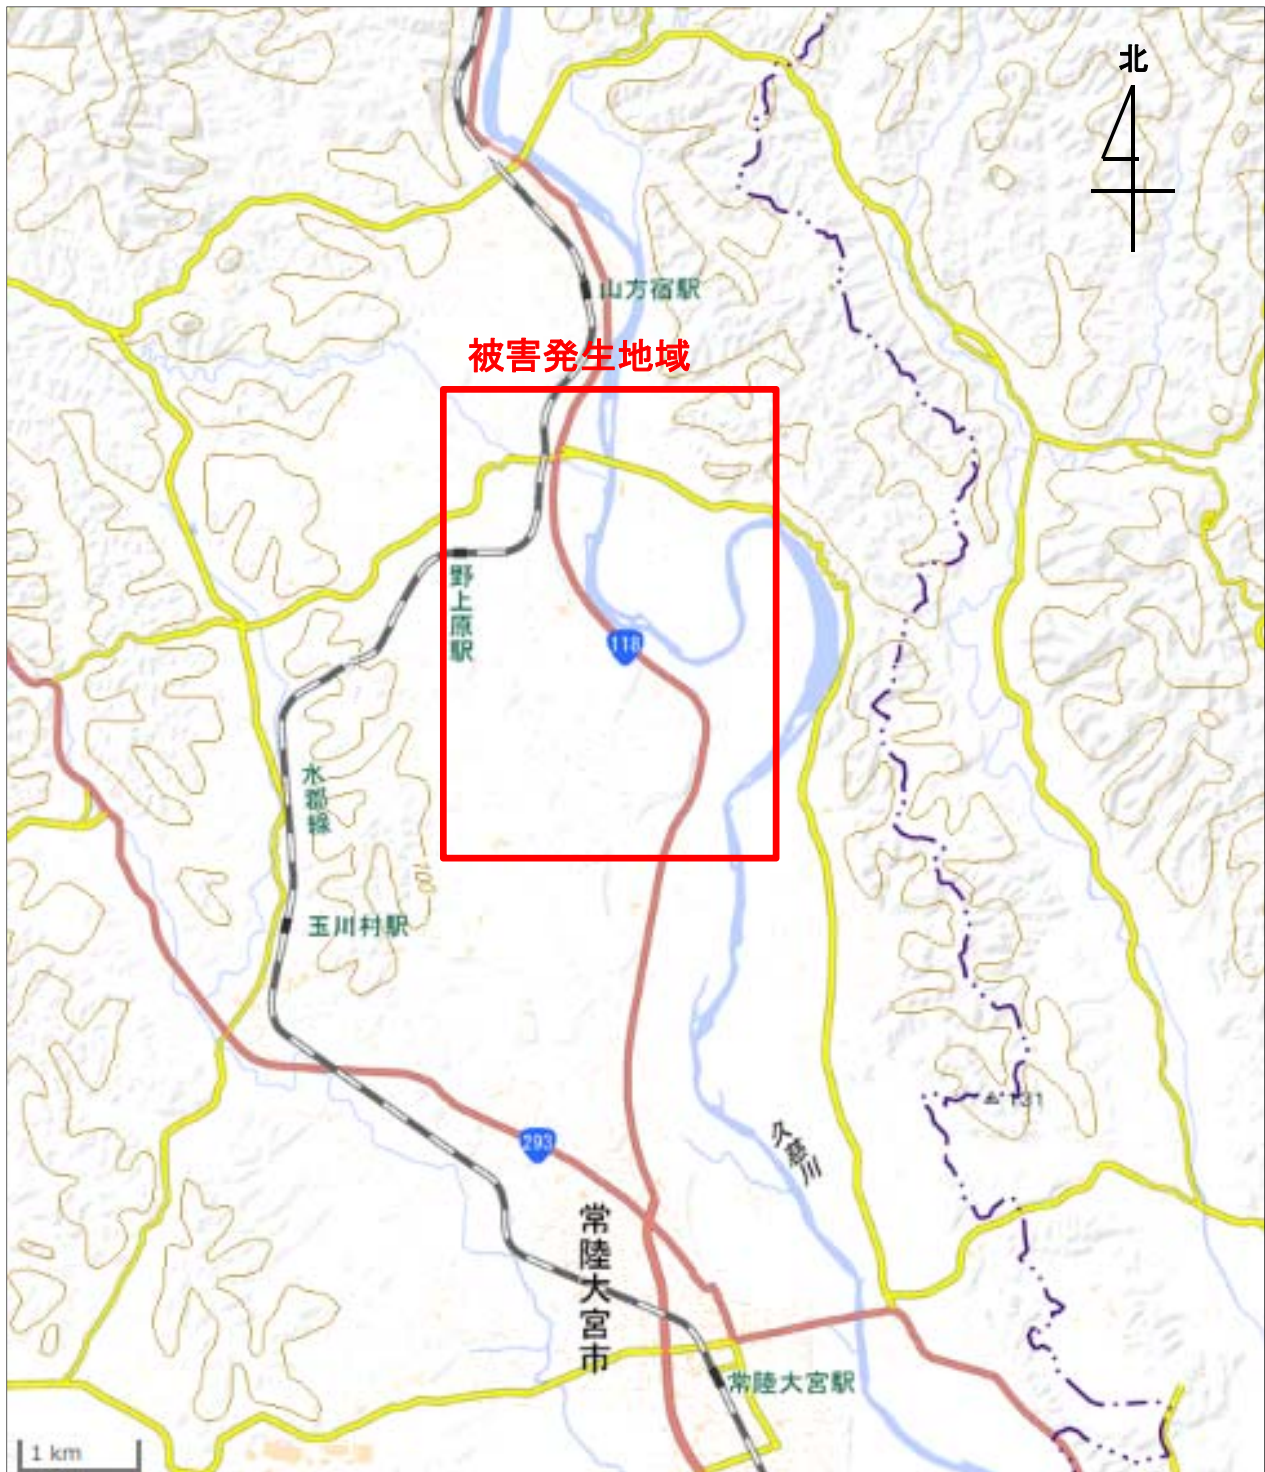 北
山方宿駅
被害発生地域
野上原駅
118
水郡線
100
玉川村駅
131
久慈川
293
常陸大宮市
常陸大宮駅
1 km